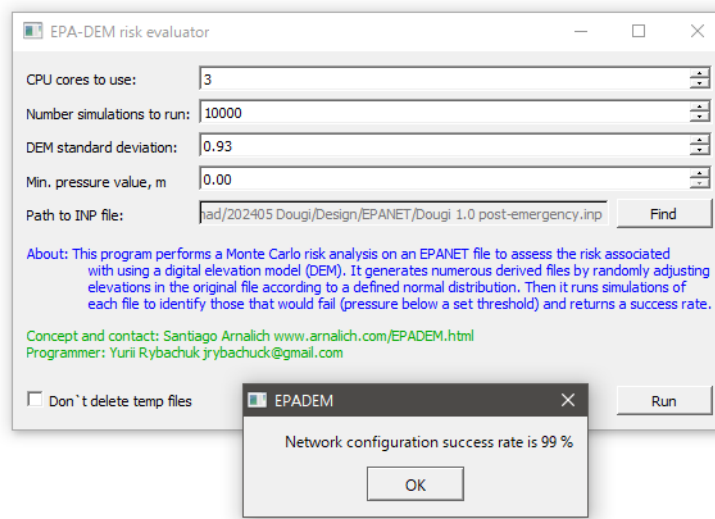 EPA-DEM risk evaluator
CPU cores to use: 3
Number simulations to run: 10000
DEM standard deviation: 0.93
Min. pressure value, m 0.00
Path to INP file: nad/202405 Dougi/Design/EPANET/Dougi 1.0 post-emergency.inp Find
About: This program performs a Monte Carlo risk analysis on an EPANET file to assess the risk associated
with using a digital elevation model (DEM). It generates numerous derived files by randomly adjusting
elevations in the original file according to a defined normal distribution. Then it runs simulations of
each file to identify those that would fail (pressure below a set threshold) and returns a success rate.
Concept and contact: Santiago Arnalich www.arnalich.com/EPADEM.html
Programmer: Yurii Rybachuk jrybachuck@gmail.com
Don`t delete temp files
Run
EPADEM
Network configuration success rate is 99 %
OK